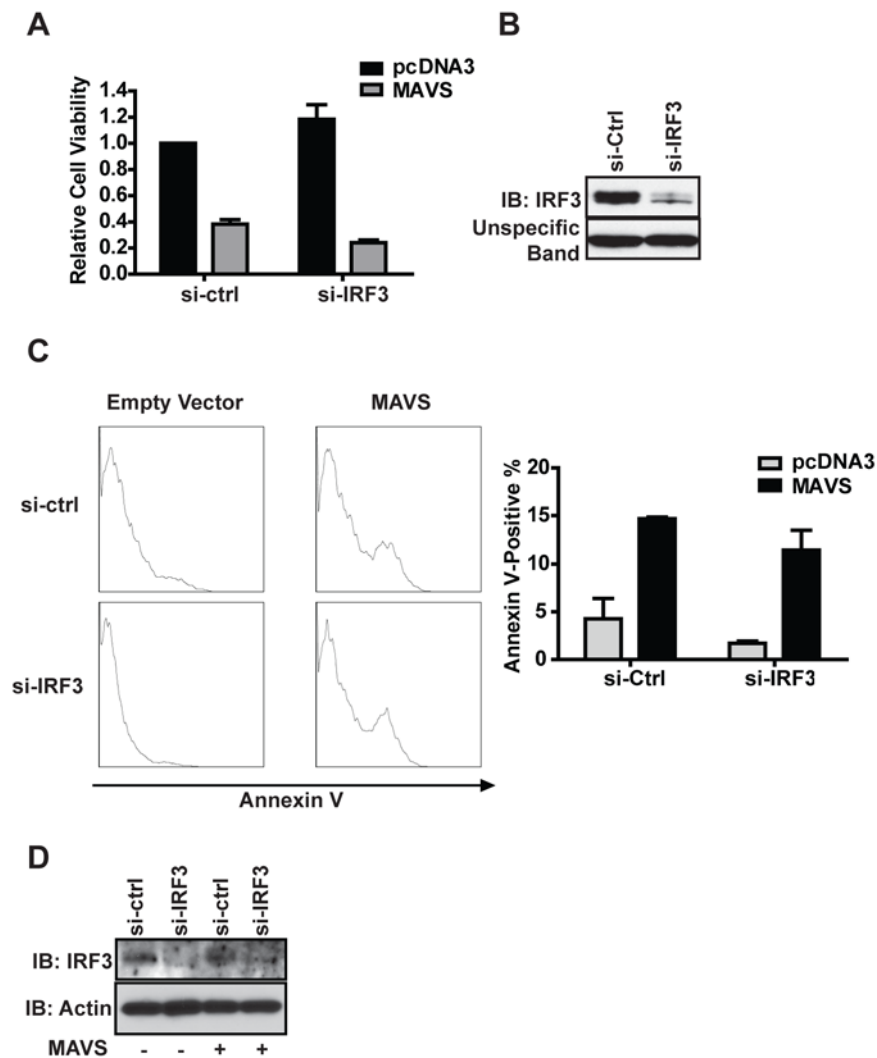 A
pcDNA3
MAVS
Relative Cell Viability
1.4
1.2
1.0
0.8
0.6
0.4
0.2
0.0
si-ctrl si-IRF3
B
si-Ctrl si-IRF3
IB: IRF3
Unspecific
Band
C
Empty Vector MAVS
si-ctrl
si-IRF3
Annexin V
pcDNA3
MAVS
Annexin V-Positive %
20
15
10
5
0
si-Ctrl si-IRF3
D
si-ctrl si-IRF3 si-ctrl si-IRF3
IB: IRF3
IB: Actin
MAVS - - + +